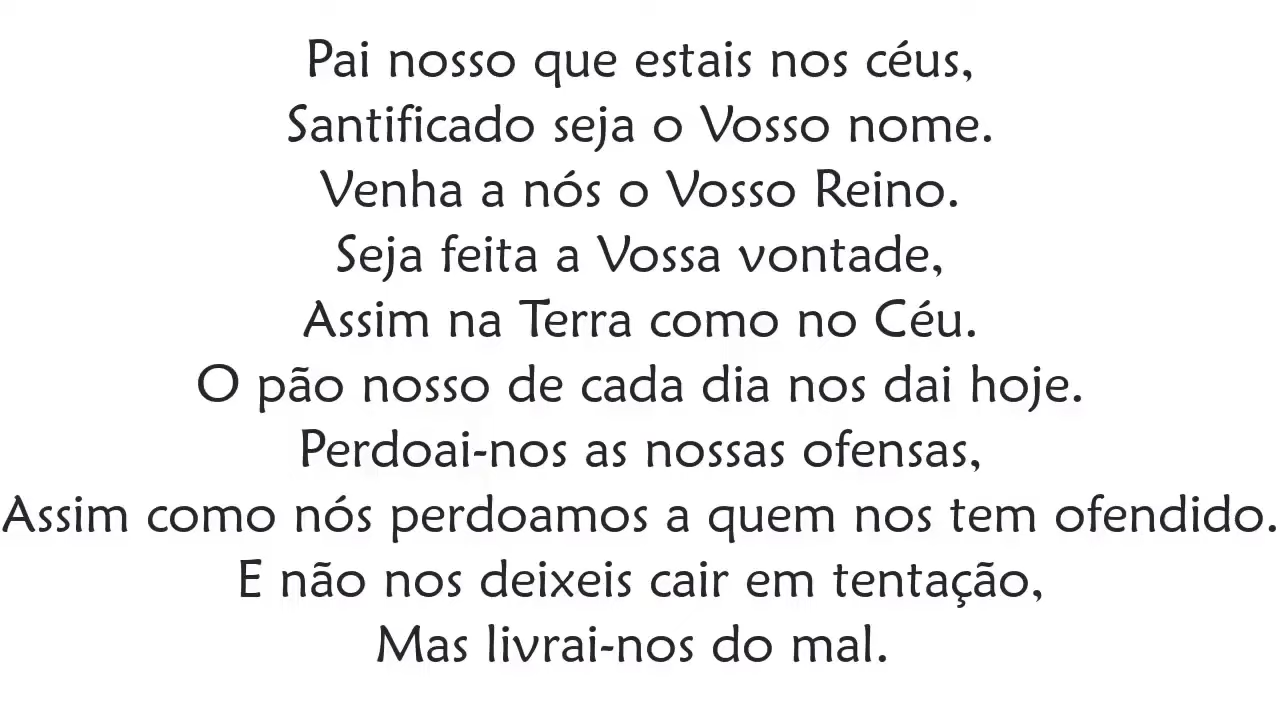 Pai nosso que estais nos céus,
Santificado seja o Vosso nome.
Venha a nós o Vosso Reino.
Seja feita a Vossa vontade,
Assim na Terra como no Céu.
O pão nosso de cada dia nos dai hoje.
Perdoai-nos as nossas ofensas,
Assim como nós perdoamos a quem nos tem ofendido.
E não nos deixeis cair em tentação,
Mas livrai-nos do mal.